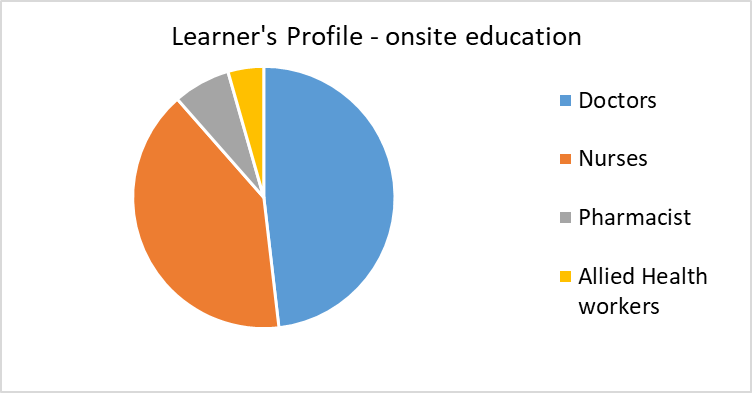 Learner's Profile - onsite education
Doctors
Nurses
Pharmacist
Allied Health
workers